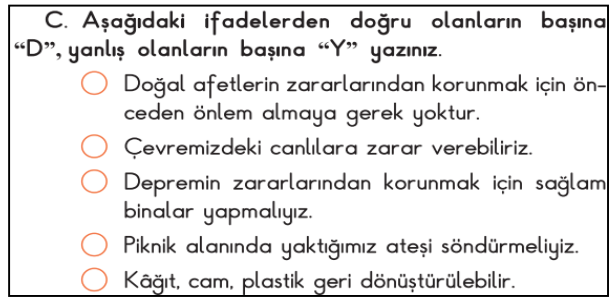 C. Aşağıdaki ifadelerden doğru olanların başına
“D”, yanlış olanların başına “Y” yazınız.
Doğal afetlerin zararlarından korunmak için ön-
ceden önlem almaya gerek yoktur.
Çevremizdeki canlılara zarar verebiliriz.
Depremin zararlarından korunmak için sağlam
binalar yapmalıyız.
Piknik alanında yaktığımız ateşi söndürmeliyiz.
Kâğıt, cam, plastik geri dönüştürülebilir.